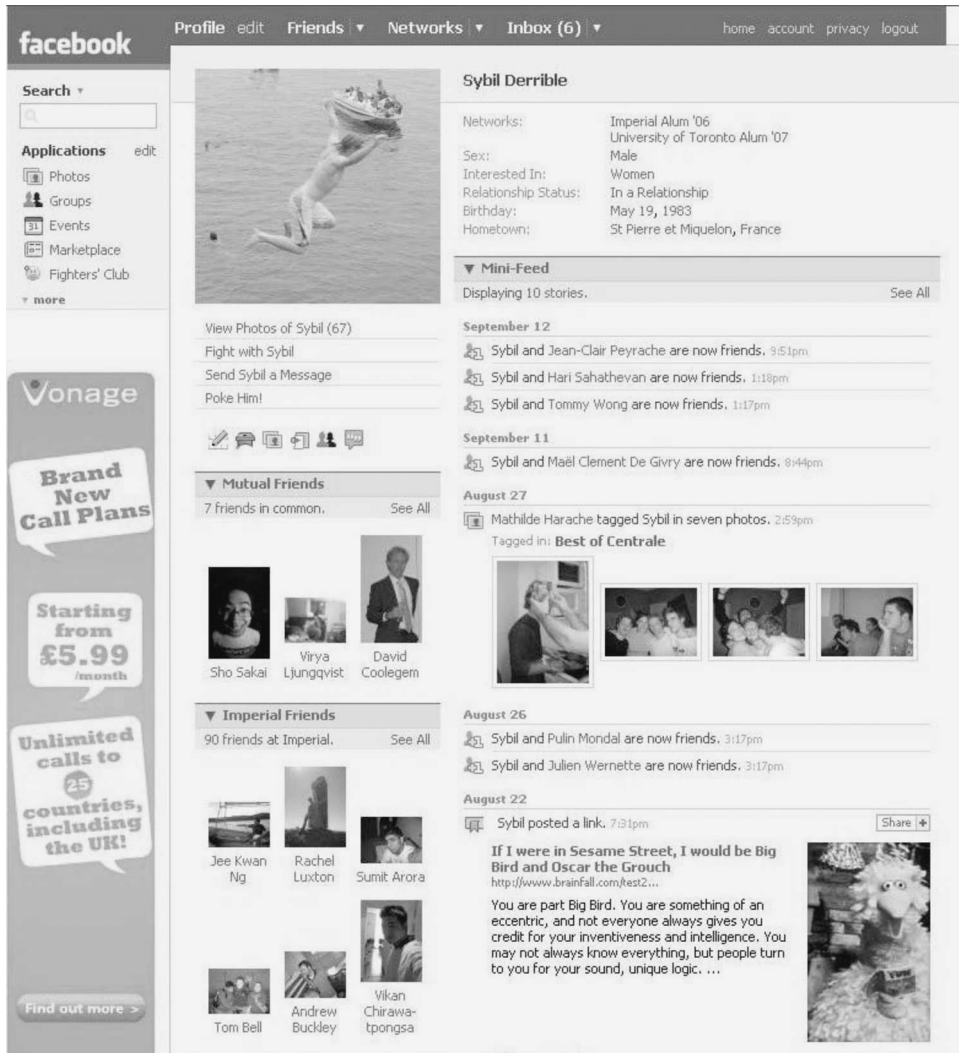 facebook
Profile edit Friends Networks Inbox (6)
home account privacy logout
Search
Applications edit
Photos
Groups
31 Events
Marketplace
Fighters' Club
more
Vonage
Brand
New
Call Plans
Starting
from
£5.99
/month
Unlimited
calls to
25
countries,
including
the UK!
Find out more >
View Photos of Sybil (67)
Fight with Sybil
Send Sybil a Message
Poke Him!
Mutual Friends
7 friends in common. See All
Sho Sakai
Virya
Ljungqvist
David
Coolegem
Imperial Friends
90 friends at Imperial. See All
Jee Kwan
Ng
Rachel
Luxton
Sumit Arora
Tom Bell
Andrew
Buckley
Vikan
Chirawa-
tpongsa
Sybil Derrible
Networks: Imperial Alum '06
University of Toronto Alum '07
Sex: Male
Interested In: Women
Relationship Status: In a Relationship
Birthday: May 19, 1983
Hometown: St Pierre et Miquelon, France
Mini-Feed
Displaying 10 stories. See All
September 12
Sybil and Jean-Clair Peyrache are now friends. 9:51pm
Sybil and Hari Sahathevan are now friends. 1:18pm
Sybil and Tommy Wong are now friends. 1:17pm
September 11
Sybil and Maël Clement De Givry are now friends. 8:44pm
August 27
Mathilde Harache tagged Sybil in seven photos. 2:59pm
Tagged in: Best of Centrale
August 26
Sybil and Pulin Mondal are now friends. 3:17pm
Sybil and Julien Wernette are now friends. 3:17pm
August 22
Sybil posted a link. 7:31pm Share +
If I were in Sesame Street, I would be Big
Bird and Oscar the Grouch
http://www.brainfall.com/test2...
You are part Big Bird. You are something of an
eccentric, and not everyone always gives you
credit for your inventiveness and intelligence. You
may not always know everything, but people turn
to you for your sound, unique logic. ...